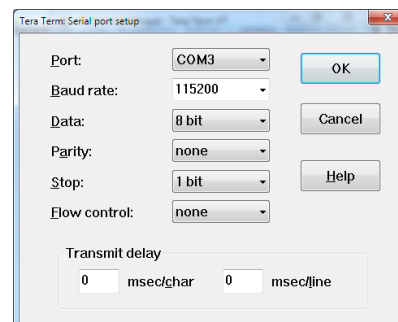 Tera Term: Serial port setup
Port: COM3 OK
Baud rate: 115200
Data: 8 bit Cancel
Parity: none
Stop: 1 bit Help
Flow control: none
Transmit delay
0 msec/char 0 msec/line